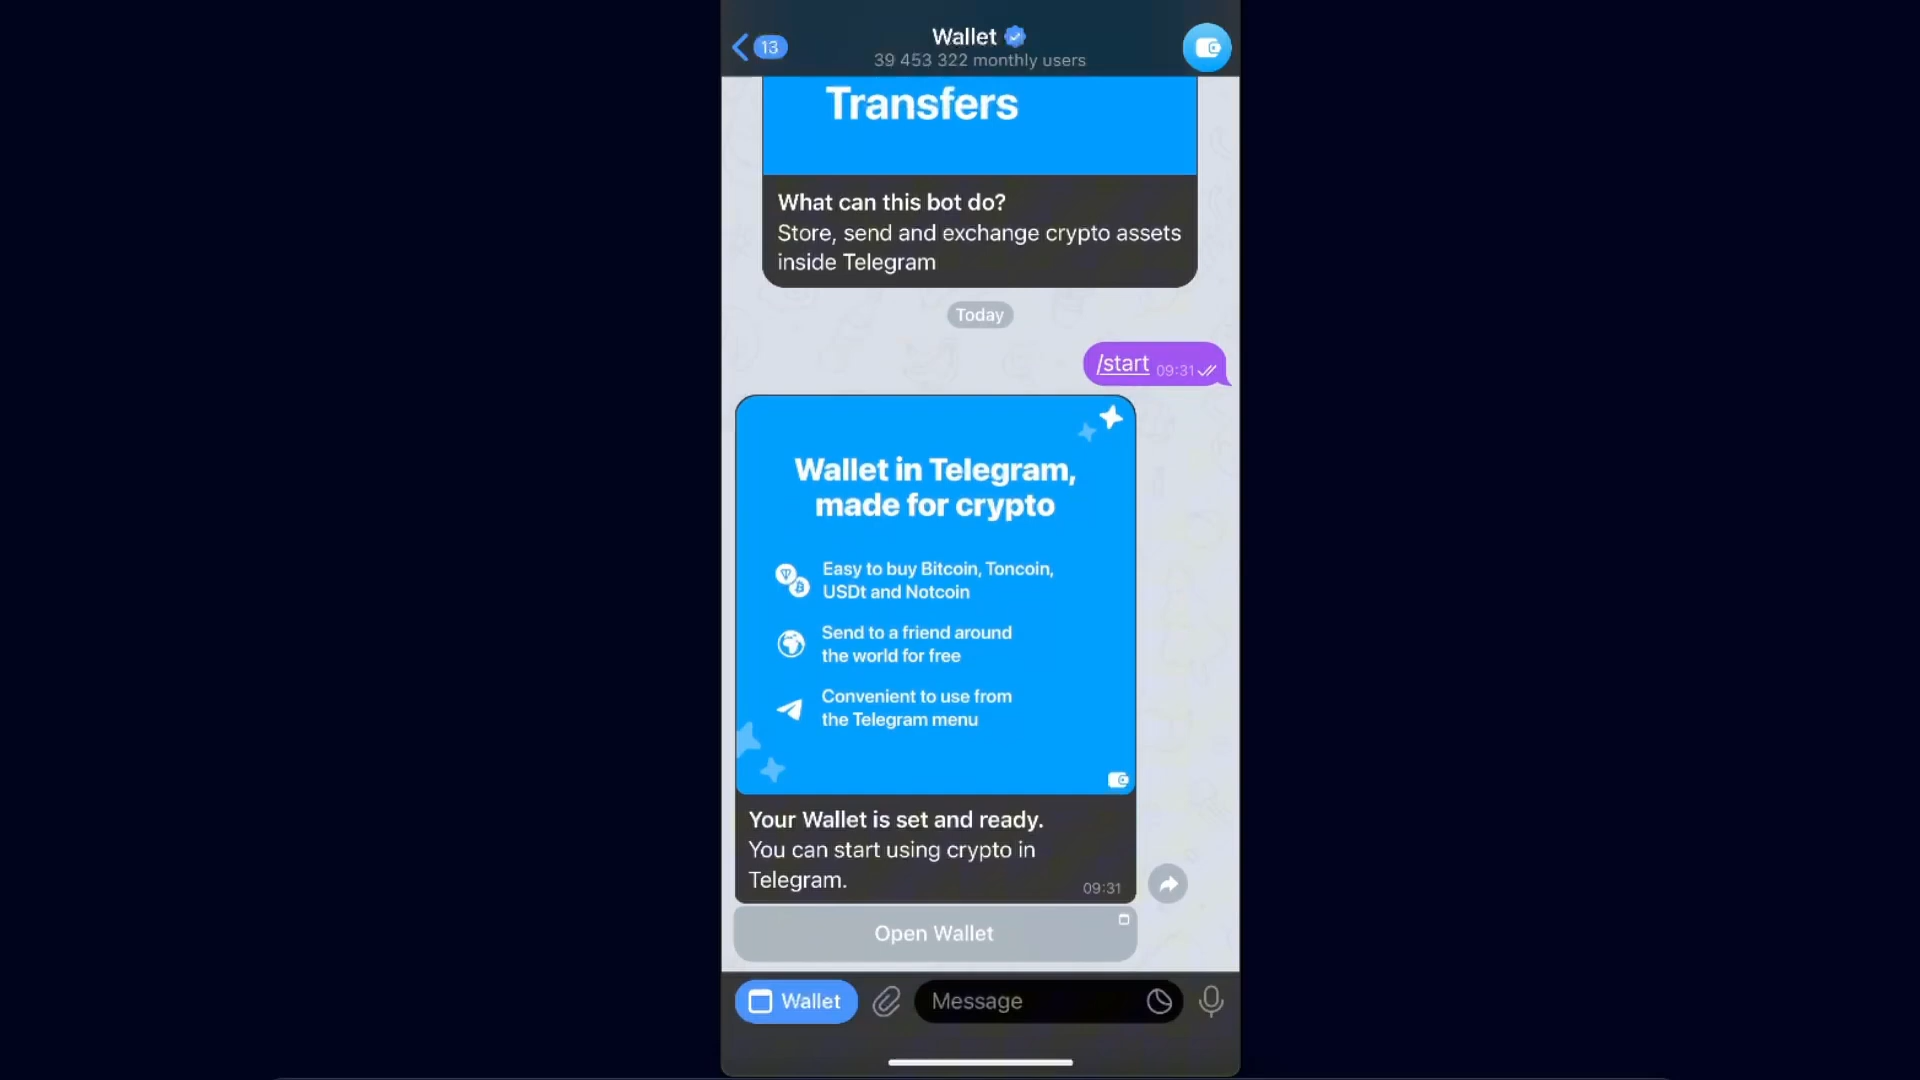 Wallet
13
39 453 322 monthly users
Transfers
What can this bot do?
Store, send and exchange crypto assets
inside Telegram
Today
/start 09:31
Wallet in Telegram,
made for crypto
Easy to buy Bitcoin, Toncoin,
USDt and Notcoin
Send to a friend around
the world for free
Convenient to use from
the Telegram menu
Your Wallet is set and ready.
You can start using crypto in
Telegram.
09:31
Open Wallet
Wallet
Message